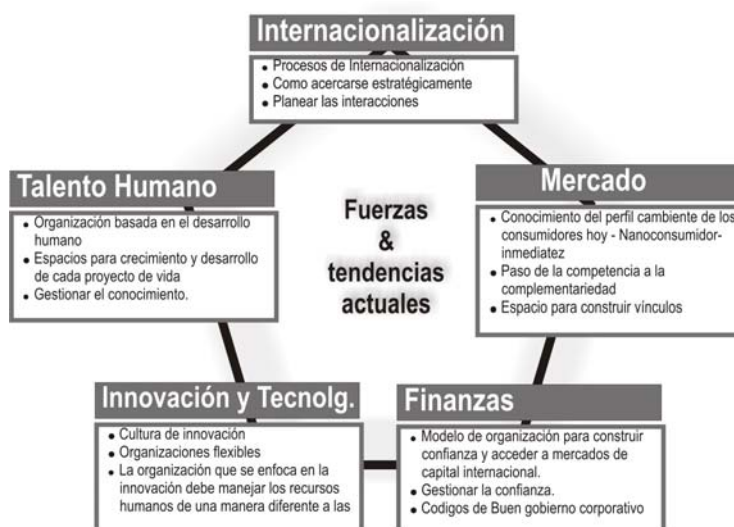 Internacionalización
• Procesos de Internacionalización
• Como acercarse estratégicamente
• Planear las interacciones
Talento Humano
• Organización basada en el desarrollo
humano
• Espacios para crecimiento y desarrollo
de cada proyecto de vida
• Gestionar el conocimiento.
Fuerzas
&
tendencias
actuales
Mercado
• Conocimiento del perfil cambiente de los
consumidores hoy - Nanoconsumidor-
inmediatez
• Paso de la competencia a la
complementariedad
• Espacio para construir vínculos
Innovación y Tecnolg.
• Cultura de innovación
• Organizaciones flexibles
• La organización que se enfoca en la
innovación debe manejar los recursos
humanos de una manera diferente a las
Finanzas
• Modelo de organización para construir
confianza y acceder a mercados de
capital internacional.
• Gestionar la confianza.
• Codigos de Buen gobierno corporativo